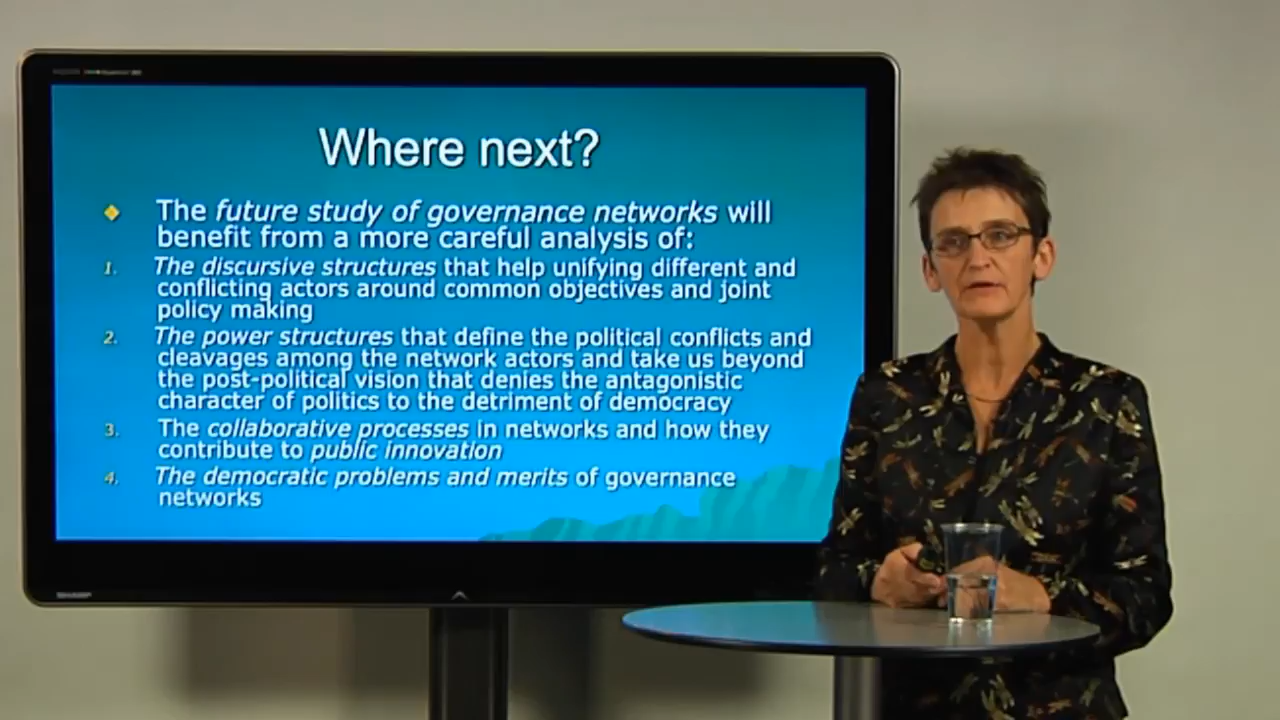 Where next?
The future study of governance networks will
benefit from a more careful analysis of:
1. The discursive structures that help unifying different and
conflicting actors around common objectives and joint
policy making
2. The power structures that define the political conflicts and
cleavages among the network actors and take us beyond
the post-political vision that denies the antagonistic
character of politics to the detriment of democracy
3. The collaborative processes in networks and how they
contribute to public innovation
4. The democratic problems and merits of governance
networks
SHARP